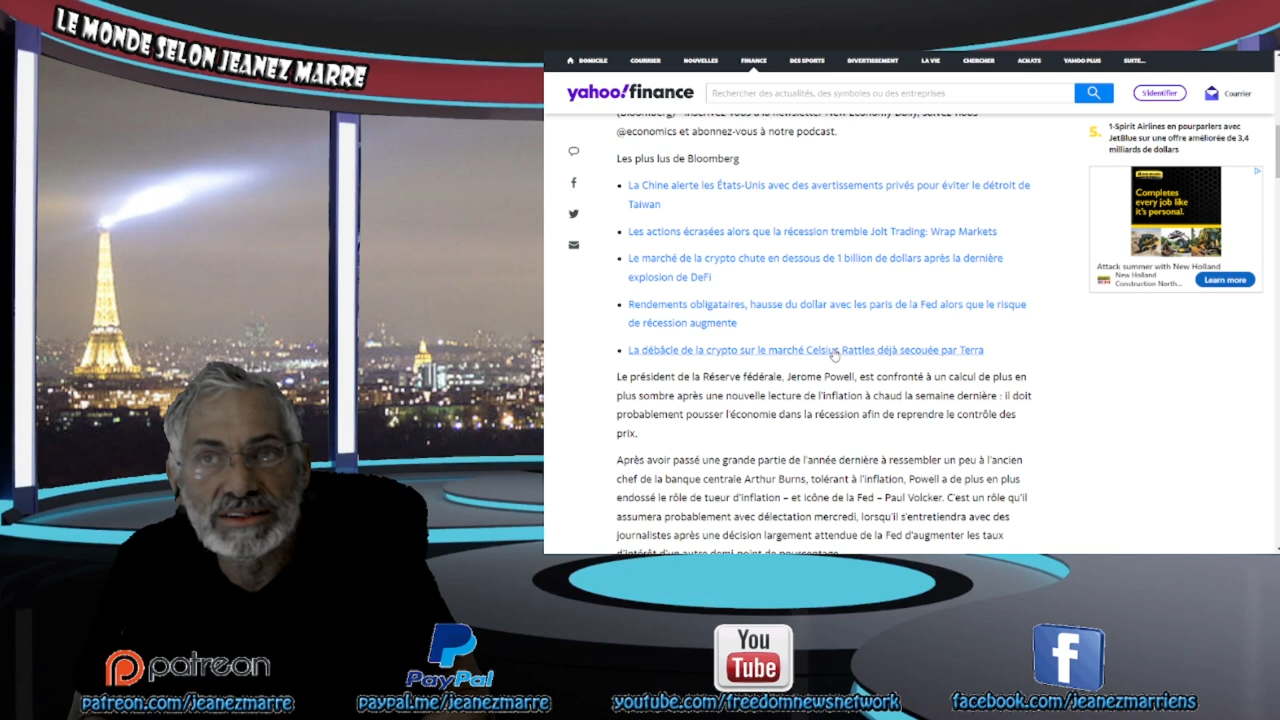 LE MONDE SELON JEANEZ MARRE
DOMICILE COURRIER NOUVELLES FINANCE DES SPORTS DIVERTISSEMENT LA VIE CHERCHER ACHATS YAHOO PLUS SUITE...
yahoo!finance
Rechercher des actualités, des symboles ou des entreprises
S'identifier
Courrier
@economics et abonnez-vous à notre podcast.
Les plus lus de Bloomberg
• La Chine alerte les États-Unis avec des avertissements privés pour éviter le détroit de
Taiwan
• Les actions écrasées alors que la récession tremble Jolt Trading: Wrap Markets
• Le marché de la crypto chute en dessous de 1 billion de dollars après la dernière
explosion de DeFi
• Rendements obligataires, hausse du dollar avec les paris de la Fed alors que le risque
de récession augmente
• La débâcle de la crypto sur le marché Celsius Rattles déjà secouée par Terra
Le président de la Réserve fédérale, Jerome Powell, est confronté à un calcul de plus en
plus sombre après une nouvelle lecture de l'inflation à chaud la semaine dernière : il doit
probablement pousser l'économie dans la récession afin de reprendre le contrôle des
prix.
Après avoir passé une grande partie de l'année dernière à ressembler un peu à l'ancien
chef de la banque centrale Arthur Burns, tolérant à l'inflation, Powell a de plus en plus
endossé le rôle de tueur d'inflation – et icône de la Fed – Paul Volcker. C'est un rôle qu'il
assumera probablement avec délectation mercredi, lorsqu'il s'entretiendra avec des
journalistes après une décision largement attendue de la Fed d'augmenter les taux
d'intérêt d'un autre demi-point de pourcentage.
5. 1-Spirit Airlines en pourparlers avec
JetBlue sur une offre améliorée de 3,4
milliards de dollars
Completes
every job like
it's personal.
Attack summer with New Holland
New Holland
Construction North...
Learn more
patreon
patreon.com/jeanezmarre
PayPal
paypal.me/jeanezmarre
You
Tube
youtube.com/freedomnewsnetwork
f
facebook.com/jeanezmarriens